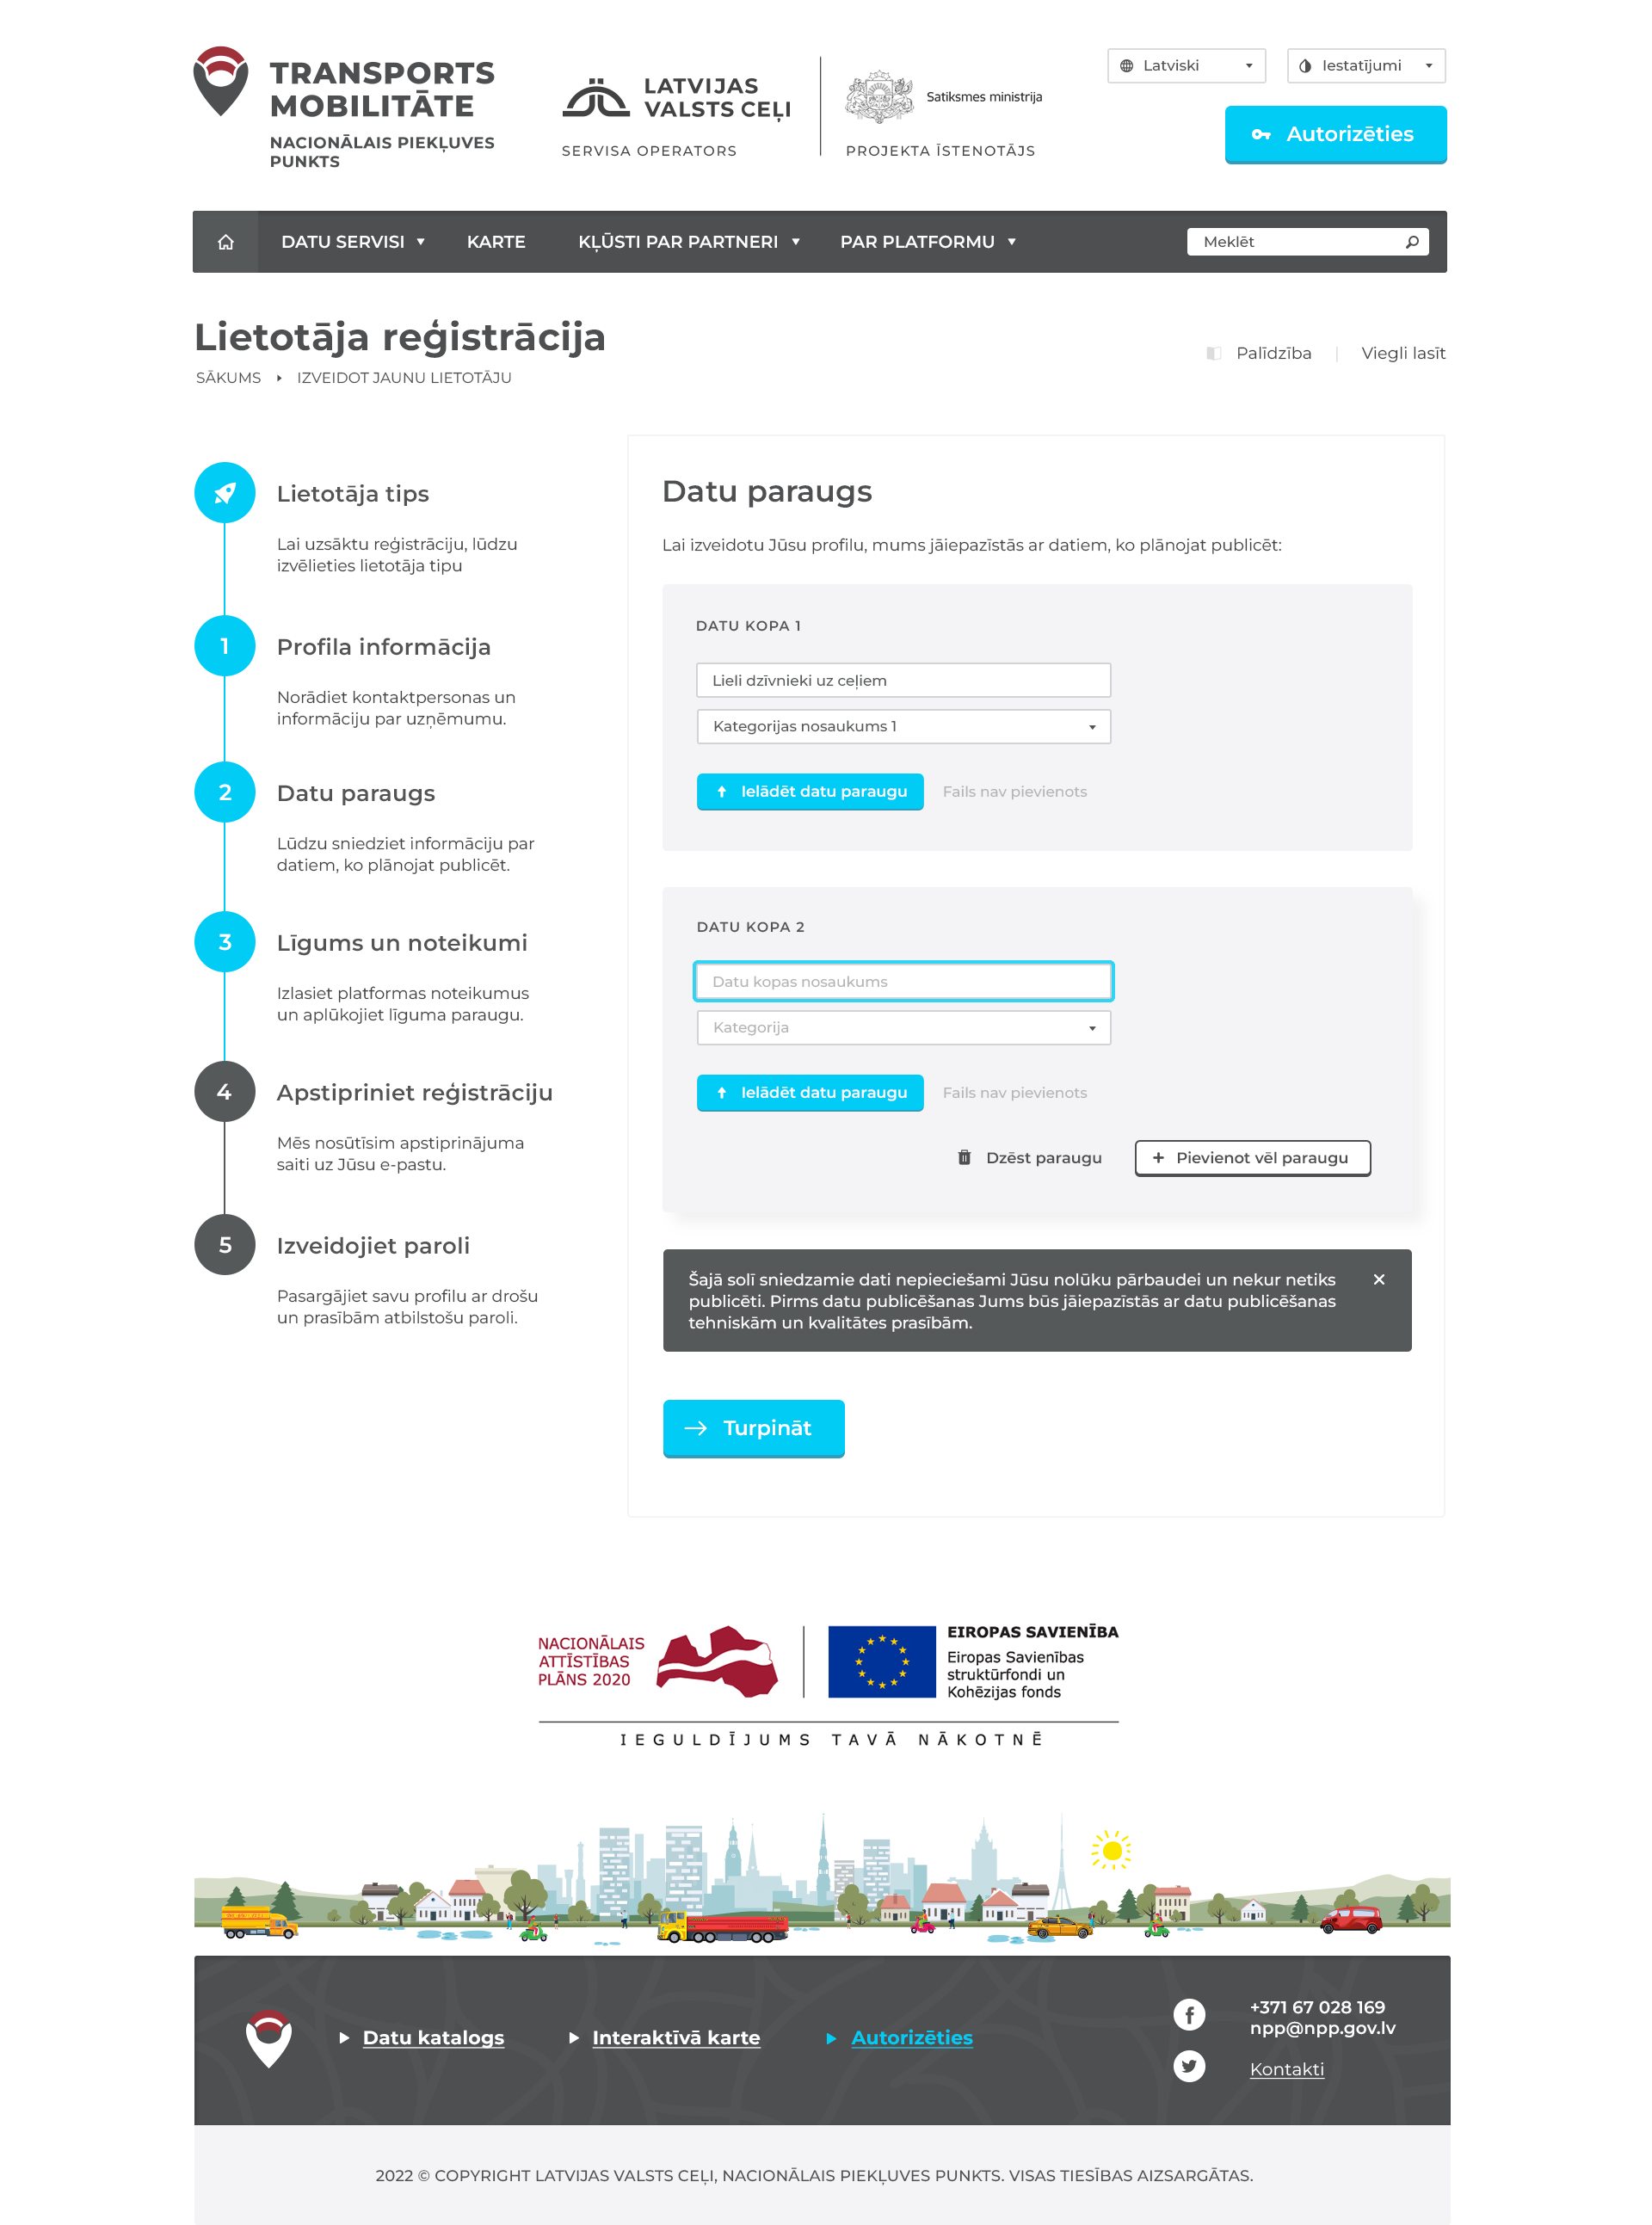 TRANSPORTS
MOBILITĀTE
NACIONĀLAIS PIEKĻUVES
PUNKTS
LATVIJAS
VALSTS CEĻI
SERVISA OPERATORS
Satiksmes ministrija
PROJEKTA ĪSTENOTĀJS
Latviski
Iestatījumi
Autorizēties
DATU SERVISI
KARTE
KĻŪSTI PAR PARTNERI
PAR PLATFORMU
Meklēt
Lietotāja reģistrācija
SĀKUMS
IZVEIDOT JAUNU LIETOTĀJU
Palīdzība
Viegli lasīt
Lietotāja tips
Lai uzsāktu reģistrāciju, lūdzu
izvēlieties lietotāja tipu
1
Profila informācija
Norādiet kontaktpersonas un
informāciju par uzņēmumu.
2
Datu paraugs
Lūdzu sniedziet informāciju par
datiem, ko plānojat publicēt.
3
Līgums un noteikumi
Izlasiet platformas noteikumus
un aplūkojiet līguma paraugu.
4
Apstipriniet reģistrāciju
Mēs nosūtīsim apstiprinājuma
saiti uz Jūsu e-pastu.
5
Izveidojiet paroli
Pasargājiet savu profilu ar drošu
un prasībām atbilstošu paroli.
Datu paraugs
Lai izveidotu Jūsu profilu, mums jāiepazīstās ar datiem, ko plānojat publicēt:
DATU KOPA 1
Lieli dzīvnieki uz ceļiem
Kategorijas nosaukums 1
Ielādēt datu paraugu
Fails nav pievienots
DATU KOPA 2
Datu kopas nosaukums
Kategorija
Ielādēt datu paraugu
Fails nav pievienots
Dzēst paraugu
Pievienot vēl paraugu
Šajā solī sniedzamie dati nepieciešami Jūsu nolūku pārbaudei un nekur netiks
publicēti. Pirms datu publicēšanas Jums būs jāiepazīstās ar datu publicēšanas
tehniskām un kvalitātes prasībām.
Turpināt
NACIONĀLAIS
ATTĪSTĪBAS
PLĀNS 2020
EIROPAS SAVIENĪBA
Eiropas Savienības
struktūrfondi un
Kohēzijas fonds
IEGULDĪJUMS TAVĀ NĀKOTNĒ
Datu katalogs
Interaktīvā karte
Autorizēties
+371 67 028 169
npp@npp.gov.lv
Kontakti
2022 © COPYRIGHT LATVIJAS VALSTS CEĻI, NACIONĀLAIS PIEKĻUVES PUNKTS. VISAS TIESĪBAS AIZSARGĀTAS.